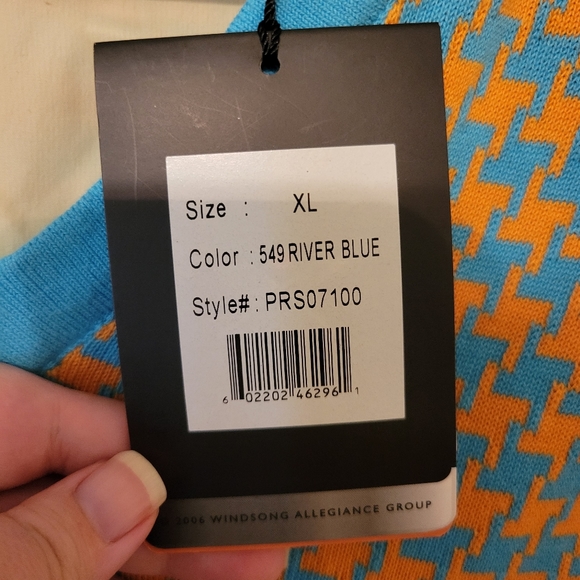 Size : XL
Color : 549 RIVER BLUE
Style# : PRS07100
6 02202 46296 1
2006 WINDSONG ALLEGIANCE GROUP